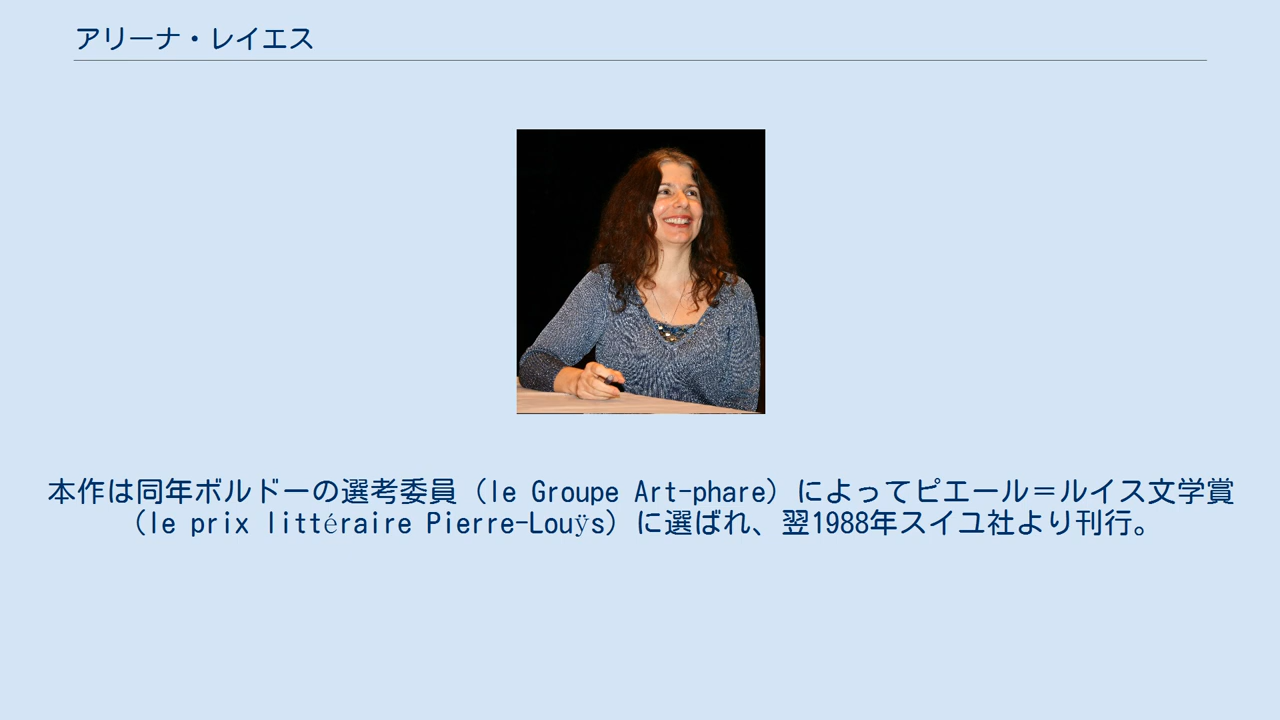 アリーナ・レイエス
本作は同年ボルドーの選考委員（le Groupe Art-phare）によってピエール＝ルイス文学賞
（le prix littéraire Pierre-Louÿs）に選ばれ、翌1988年スイユ社より刊行。